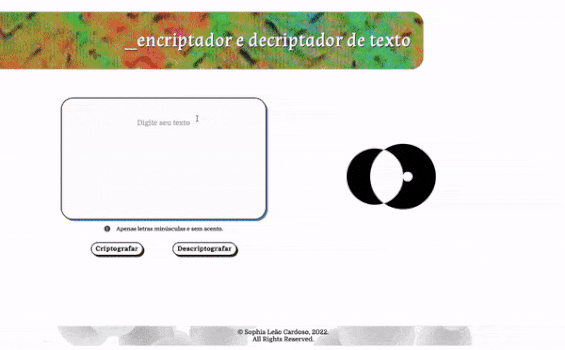 _encriptador e decriptador de texto
Digite seu texto
Apenas letras minúsculas e sem acento.
Criptografar
Descriptografar
© Sophia Leão Cardoso, 2022.
All Rights Reserved.